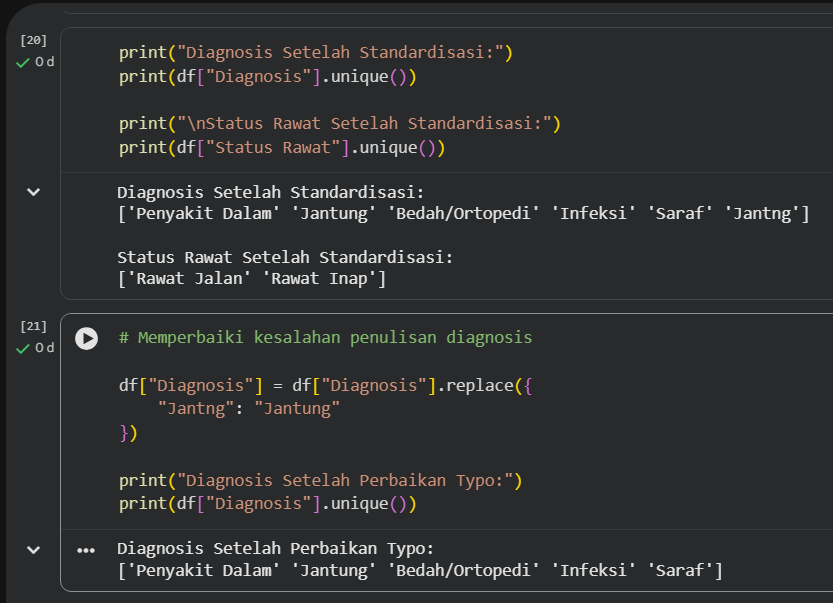 [20]
0 d
print("Diagnosis Setelah Standardisasi:")
print(df["Diagnosis"].unique())
print("\nStatus Rawat Setelah Standardisasi:")
print(df["Status Rawat"].unique())
Diagnosis Setelah Standardisasi:
['Penyakit Dalam' 'Jantung' 'Bedah/Ortopedi' 'Infeksi' 'Saraf' 'Jantng']
Status Rawat Setelah Standardisasi:
['Rawat Jalan' 'Rawat Inap']
[21]
0 d
# Memperbaiki kesalahan penulisan diagnosis
df["Diagnosis"] = df["Diagnosis"].replace({
    "Jantng": "Jantung"
})
print("Diagnosis Setelah Perbaikan Typo:")
print(df["Diagnosis"].unique())
Diagnosis Setelah Perbaikan Typo:
['Penyakit Dalam' 'Jantung' 'Bedah/Ortopedi' 'Infeksi' 'Saraf']